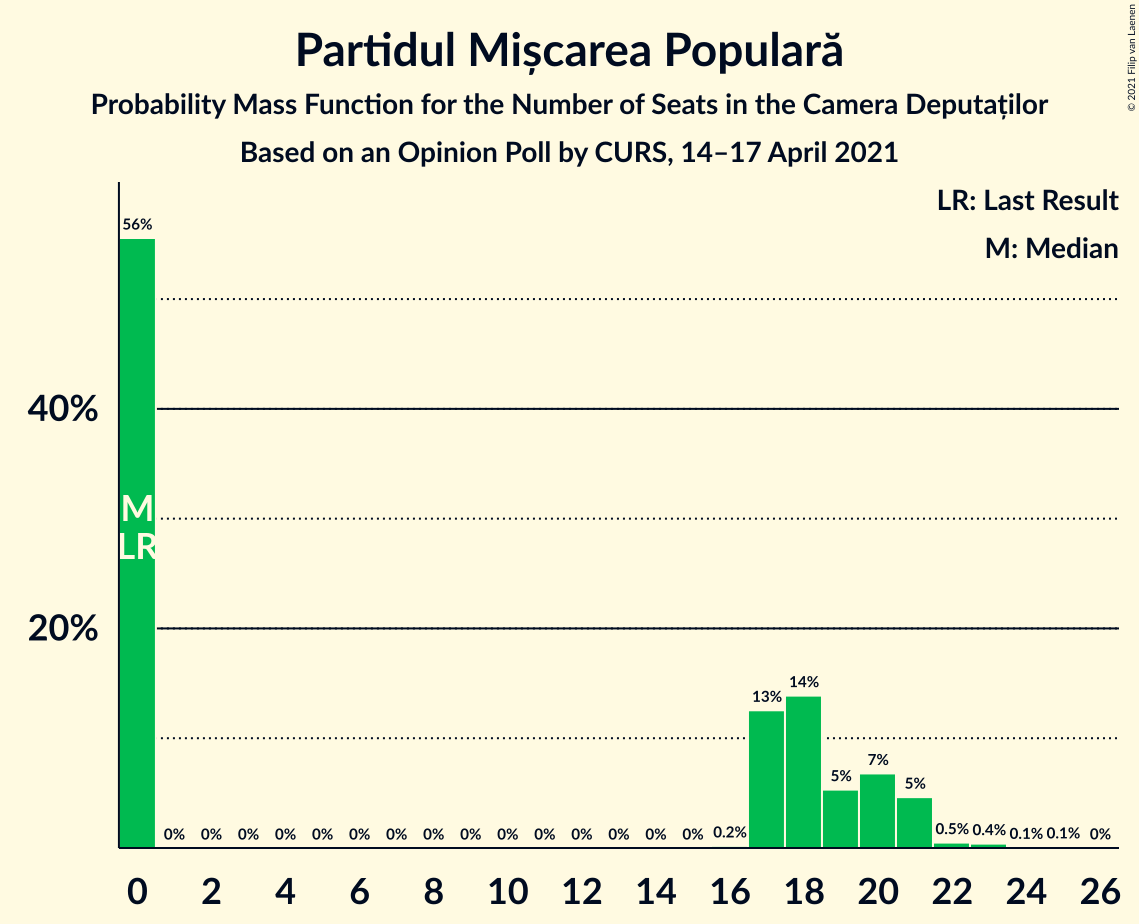 Partidul Mișcarea Populară
Probability Mass Function for the Number of Seats in the Camera Deputaților
Based on an Opinion Poll by CURS, 14–17 April 2021
© 2021 Filip van Laenen
LR: Last Result
M: Median
56%
40%
M
LR
20%
0% 0% 0% 0% 0% 0% 0% 0% 0% 0% 0% 0% 0% 0% 0% 0.2% 13% 14% 5% 7% 5% 0.5% 0.4% 0.1% 0.1% 0%
0 2 4 6 8 10 12 14 16 18 20 22 24 26